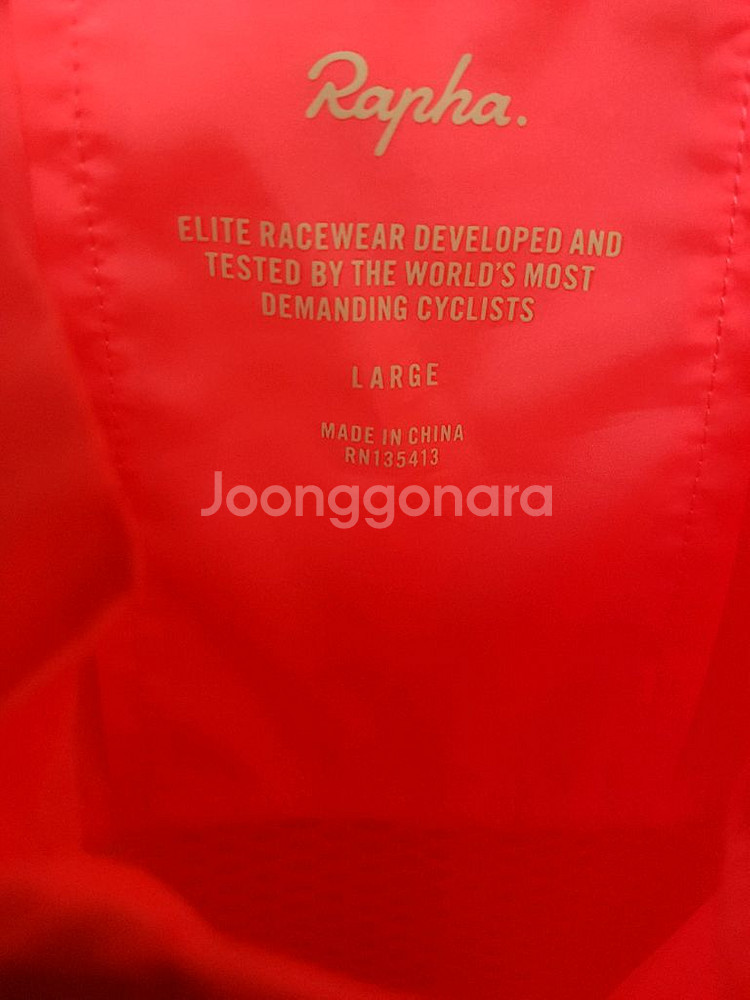 Rapha.
ELITE RACEWEAR DEVELOPED AND
TESTED BY THE WORLD'S MOST
DEMANDING CYCLISTS
LARGE
MADE IN CHINA
RN135413
Joonggonara